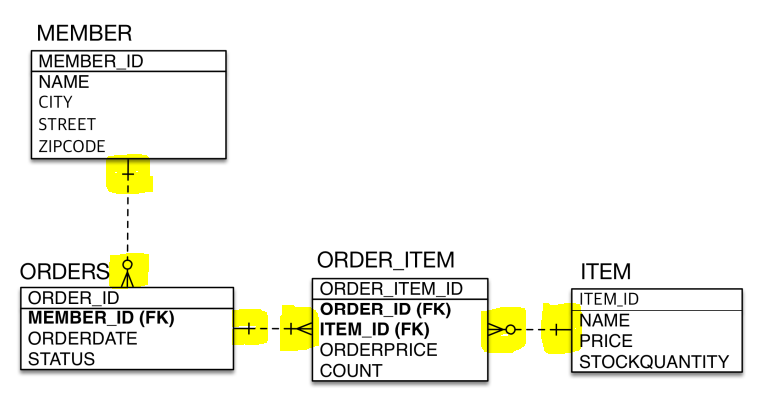 MEMBER
MEMBER_ID
NAME
CITY
STREET
ZIPCODE
ORDERS
ORDER_ID
MEMBER_ID (FK)
ORDERDATE
STATUS
ORDER_ITEM
ORDER_ITEM_ID
ORDER_ID (FK)
ITEM_ID (FK)
ORDERPRICE
COUNT
ITEM
ITEM_ID
NAME
PRICE
STOCKQUANTITY